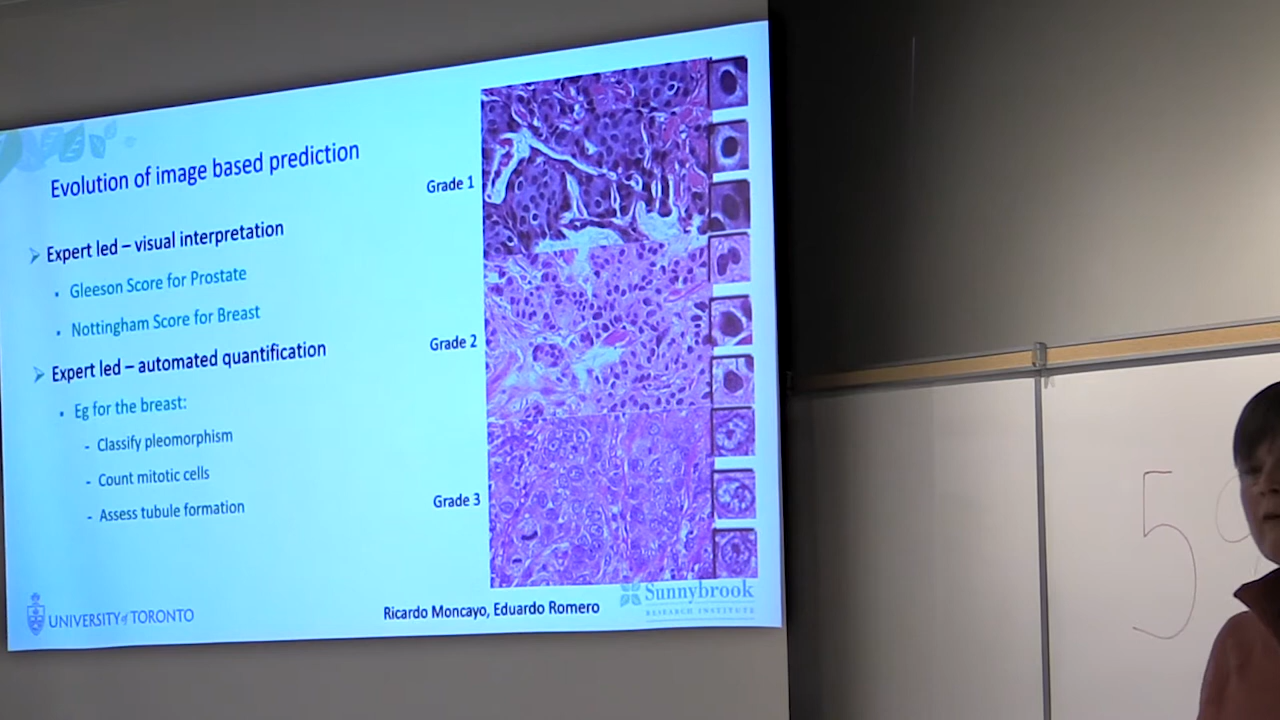 Evolution of image based prediction
Expert led – visual interpretation
Gleeson Score for Prostate
Nottingham Score for Breast
Expert led – automated quantification
Eg for the breast:
- Classify pleomorphism
- Count mitotic cells
- Assess tubule formation
Grade 1
Grade 2
Grade 3
UNIVERSITY of TORONTO
Ricardo Moncayo, Eduardo Romero
Sunnybrook
RESEARCH INSTITUTE
5